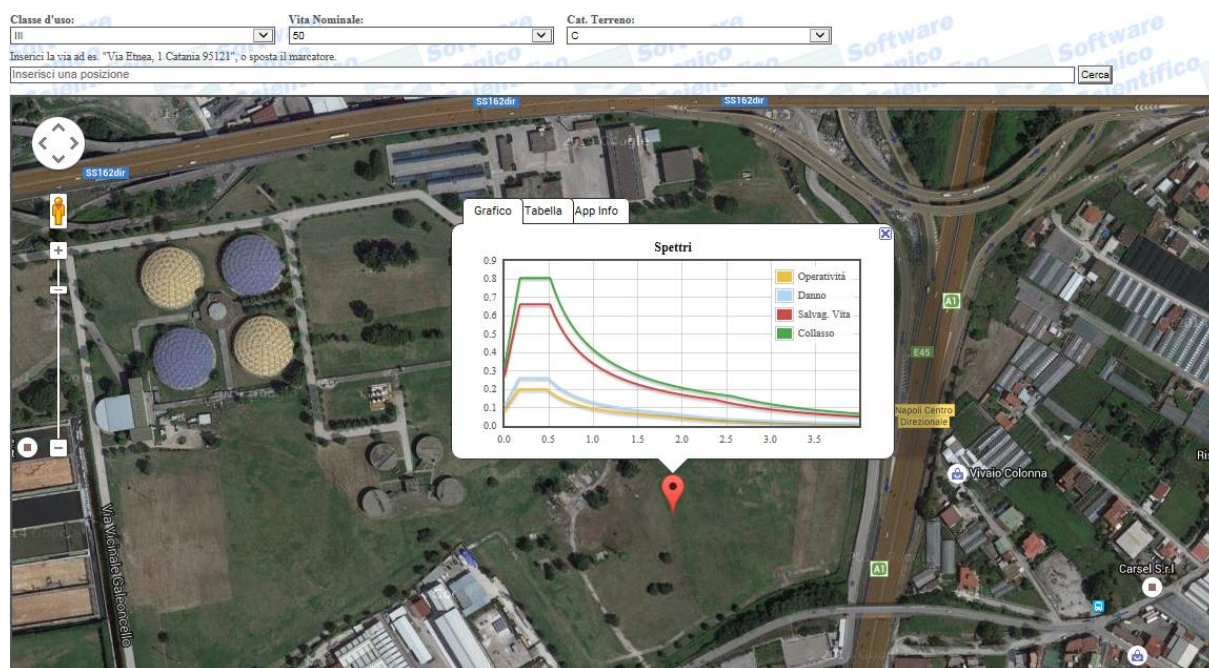 Classe d'uso: Vita Nominale: Cat. Terreno:
III 50 C
Inserici la via ad es. "Via Etnea, 1 Catania 95121", o sposta il marcatore.
Inserisci una posizione Cerca
SS162dir SS162dir
SS162dir
Grafico Tabella App Info
Spettri
0.9
0.8
0.7
0.6
0.5
0.4
0.3
0.2
0.1
0.0
0.0 0.5 1.0 1.5 2.0 2.5 3.0 3.5
Operatività
Danno
Salvag. Vita
Collasso
A1
E45
Napoli Centro
Direzionale
Vivaio Colonna
Via Vicinale Galeoncello
A1
Carsel S.r.l
Software
Software